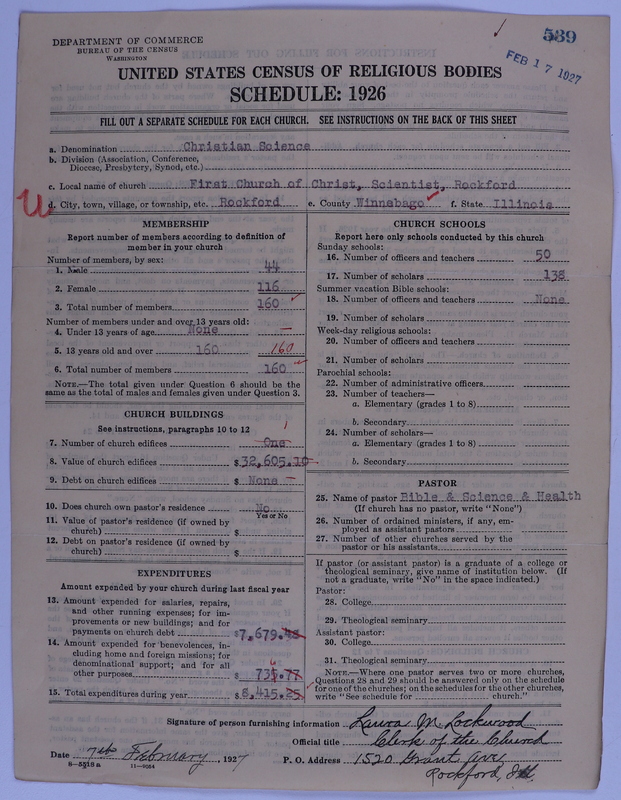 589
FEB 17 1927
DEPARTMENT OF COMMERCE
BUREAU OF THE CENSUS
WASHINGTON
UNITED STATES CENSUS OF RELIGIOUS BODIES
SCHEDULE: 1926
FILL OUT A SEPARATE SCHEDULE FOR EACH CHURCH. SEE INSTRUCTIONS ON THE BACK OF THIS SHEET
a. Denomination Christian Science
b. Division (Association, Conference,
Diocese, Presbytery, Synod, etc.)
c. Local name of church First Church of Christ, Scientist, Rockford
U
d. City, town, village, or township, etc. Rockford e. County Winnebago f. State Illinois
MEMBERSHIP
Report number of members according to definition of
member in your church
Number of members, by sex:
1. Male 44
2. Female 116
3. Total number of members 160
Number of members under and over 13 years old:
4. Under 13 years of age None —
5. 13 years old and over 160 160
6. Total number of members 160
NOTE.—The total given under Question 6 should be the
same as the total of males and females given under Question 3.
CHURCH BUILDINGS
See instructions, paragraphs 10 to 12
1
7. Number of church edifices One
8. Value of church edifices $32,605.10
9. Debt on church edifices $ None —
10. Does church own pastor's residence No
Yes or No
11. Value of pastor's residence (if owned by
church) $
12. Debt on pastor's residence (if owned by
church) $
EXPENDITURES
Amount expended by your church during last fiscal year
13. Amount expended for salaries, repairs,
and other running expenses; for im-
provements or new buildings; and for
payments on church debt $7,679.48
14. Amount expended for benevolences, in-
cluding home and foreign missions; for
denominational support; and for all
6
other purposes $ 735.77
15. Total expenditures during year $8,415.25
CHURCH SCHOOLS
Report here only schools conducted by this church
Sunday schools:
16. Number of officers and teachers 50
17. Number of scholars 138
Summer vacation Bible schools:
18. Number of officers and teachers None
19. Number of scholars
Week-day religious schools:
20. Number of officers and teachers
21. Number of scholars
Parochial schools:
22. Number of administrative officers
23. Number of teachers—
a. Elementary (grades 1 to 8)
b. Secondary
24. Number of scholars—
a. Elementary (grades 1 to 8)
b. Secondary
PASTOR
25. Name of pastor Bible & Science & Health
(If church has no pastor, write "None")
26. Number of ordained ministers, if any, em-
ployed as assistant pastors
27. Number of other churches served by the
pastor or his assistants
If pastor (or assistant pastor) is a graduate of a college or
theological seminary, give name of institution below. (If
not a graduate, write "No" in the space indicated.)
Pastor:
28. College
29. Theological seminary
Assistant pastor:
30. College
31. Theological seminary
NOTE.—Where one pastor serves two or more churches,
Questions 28 and 29 should be answered only on the schedule
for one of the churches; on the schedules for the other churches,
write "See schedule for church."
Signature of person furnishing information Laura M. Lockwood
Official title Clerk of the Church
Date 7th February, 1927 P. O. Address 1520 Grant Ave
8—5518a 11—9054
Rockford, Ill.